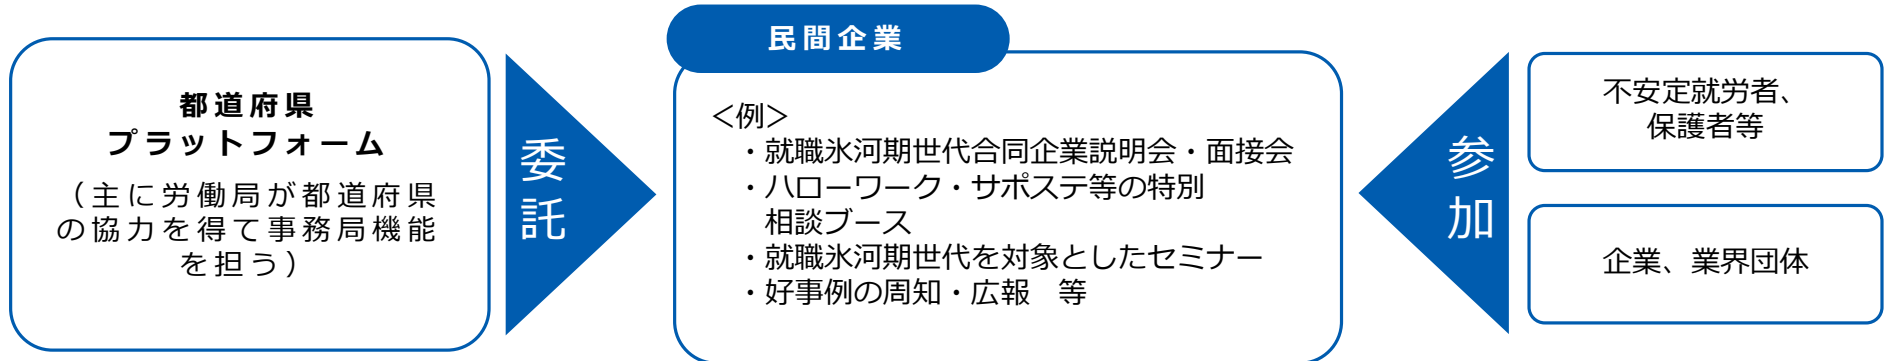 都道府県
プラットフォーム
（主に労働局が都道府県
の協力を得て事務局機能
を担う）
委託
民間企業
＜例＞
・就職氷河期世代合同企業説明会・面接会
・ハローワーク・サポステ等の特別
相談ブース
・就職氷河期世代を対象としたセミナー
・好事例の周知・広報　等
参加
不安定就労者、
保護者等
企業、業界団体